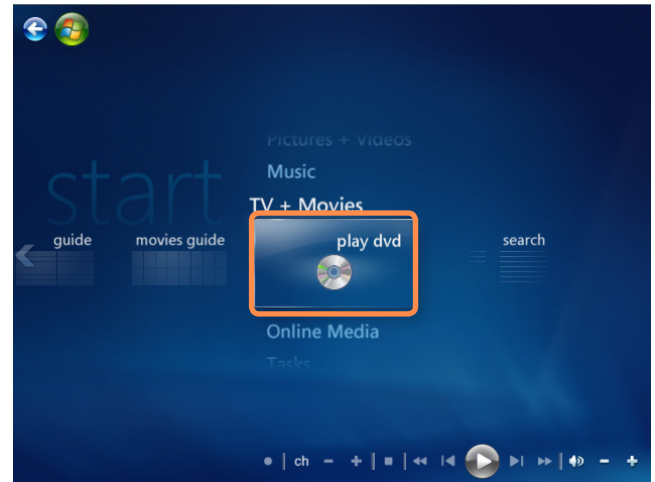 Pictures + Videos
start
Music
TV + Movies
guide
movies guide
play dvd
search
Online Media
Tasks
ch